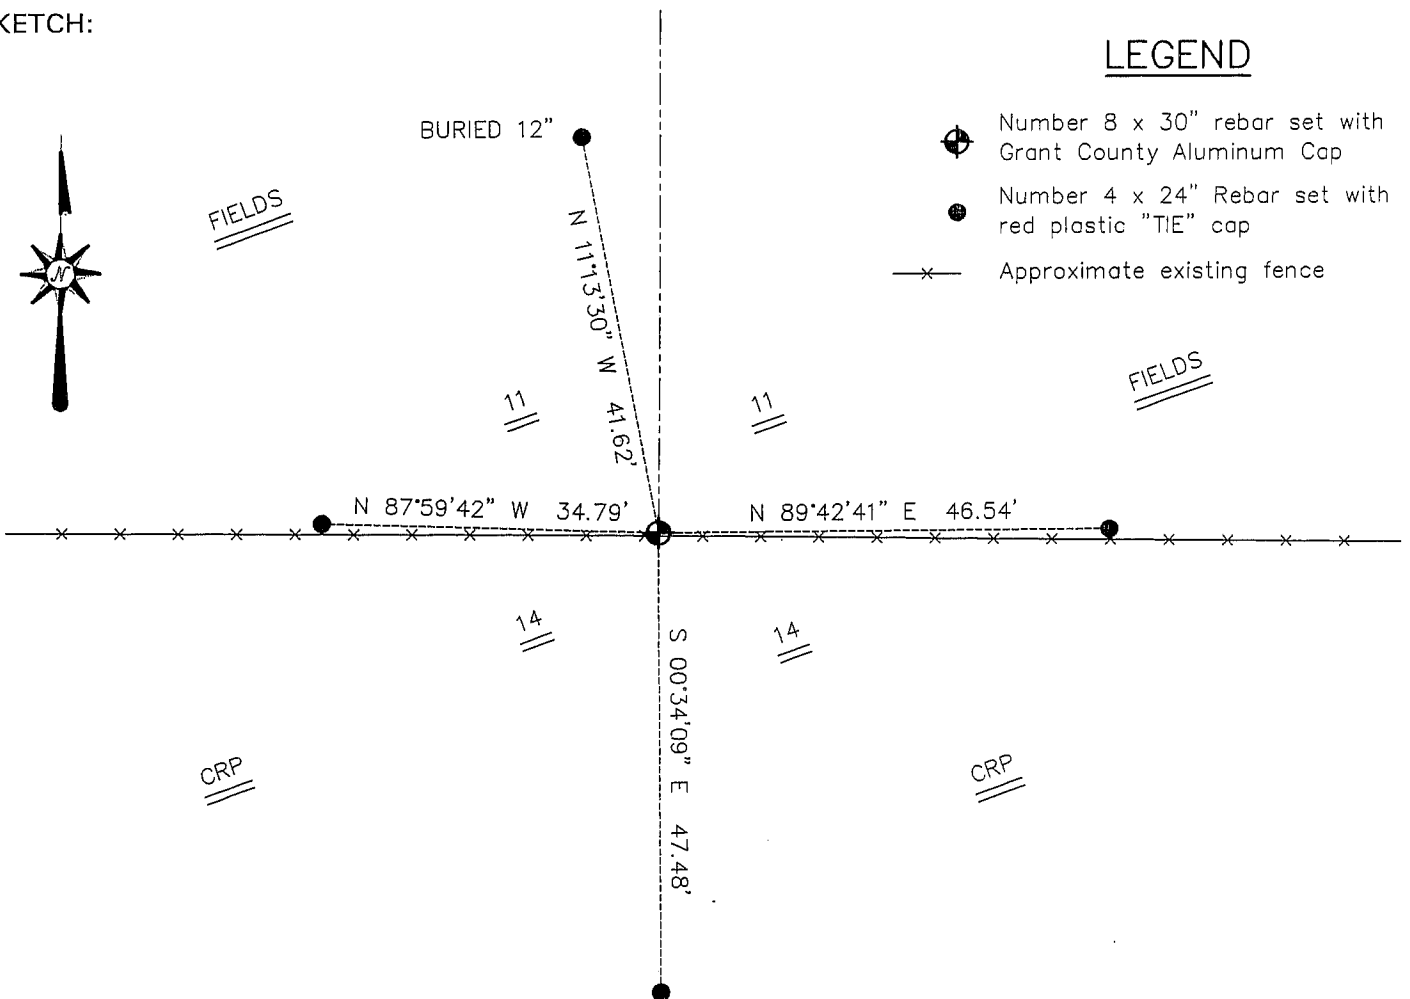 KETCH:
LEGEND
Number 8 x 30" rebar set with
Grant County Aluminum Cap
Number 4 x 24" Rebar set with
red plastic "TIE" cap
Approximate existing fence
BURIED 12"
FIELDS
N
N 11°13'30" W 41.62'
FIELDS
11
11
N 87°59'42" W 34.79'
N 89°42'41" E 46.54'
14
14
S 00°34'09" E 47.48'
CRP
CRP